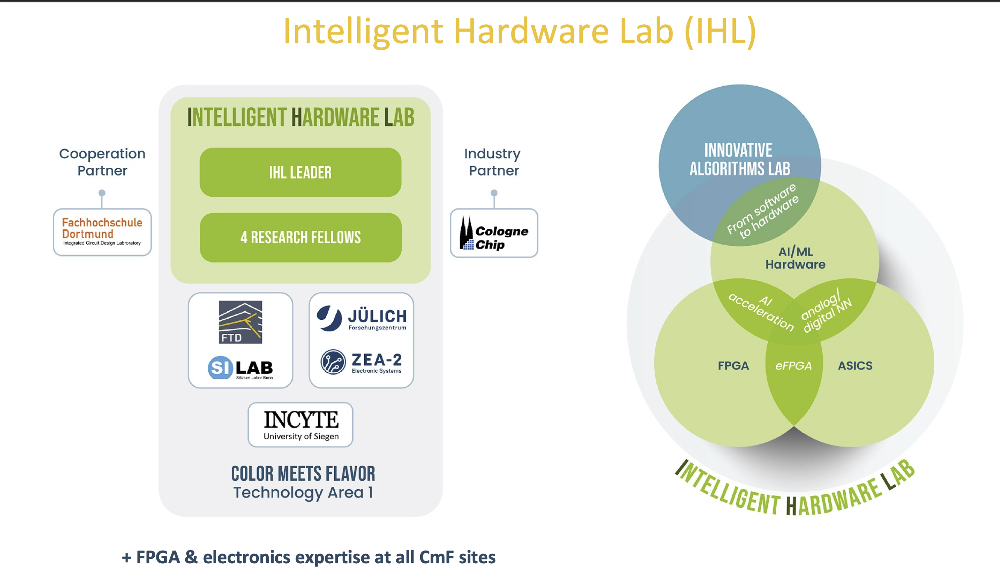 Intelligent Hardware Lab (IHL)
INTELLIGENT HARDWARE LAB
IHL LEADER
4 RESEARCH FELLOWS
Cooperation
Partner
Fachhochschule
Dortmund
Integrated Circuit Design Labroratory
Industry
Partner
Cologne
Chip
FTD
SI LAB
Silizium Labor Bonn
JÜLICH
Forschungszentrum
ZEA-2
Electronic Systems
INCYTE
University of Siegen
COLOR MEETS FLAVOR
Technology Area 1
+ FPGA & electronics expertise at all CmF sites
INNOVATIVE
ALGORITHMS LAB
From software
to hardware
AI/ML
Hardware
AI
acceleration
analog/
digital NN
FPGA
eFPGA
ASICS
INTELLIGENT HARDWARE LAB